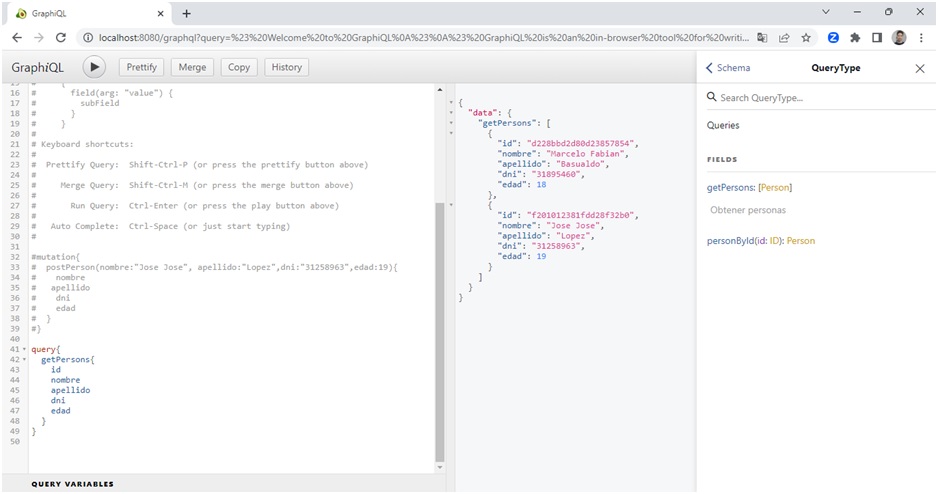 GraphiQL
localhost:8080/graphql?query=%23%20Welcome%20to%20GraphiQL%0A%23%0A%23%20GraphiQL%20is%20an%20in-browser%20tool%20for%20writi...
GraphiQL
Prettify
Merge
Copy
History
16 # {
17 # field(arg: "value") {
18 # subField
18 # }
19 # }
20 #
21 # Keyboard shortcuts:
22 #
23 # Prettify Query: Shift-Ctrl-P (or press the prettify button above)
24 #
25 # Merge Query: Shift-Ctrl-M (or press the merge button above)
26 #
27 # Run Query: Ctrl-Enter (or press the play button above)
28 #
29 # Auto Complete: Ctrl-Space (or just start typing)
30 #
31
32 #mutation{
33 # postPerson(nombre:"Jose Jose", apellido:"Lopez",dni:"31258963",edad:19){
34 # nombre
35 # apellido
36 # dni
37 # edad
38 # }
39 #}
40
41 query{
42 getPersons{
43 id
44 nombre
45 apellido
46 dni
47 edad
48 }
49 }
50
QUERY VARIABLES
{
"data": {
"getPersons": [
{
"id": "d228bbd2d80d23857854",
"nombre": "Marcelo Fabian",
"apellido": "Basualdo",
"dni": "31895460",
"edad": 18
},
{
"id": "f201012381fdd28f32b0",
"nombre": "Jose Jose",
"apellido": "Lopez",
"dni": "31258963",
"edad": 19
}
]
}
}
Schema
QueryType
Search QueryType...
Queries
FIELDS
getPersons: [Person]
Obtener personas
personById(id: ID): Person